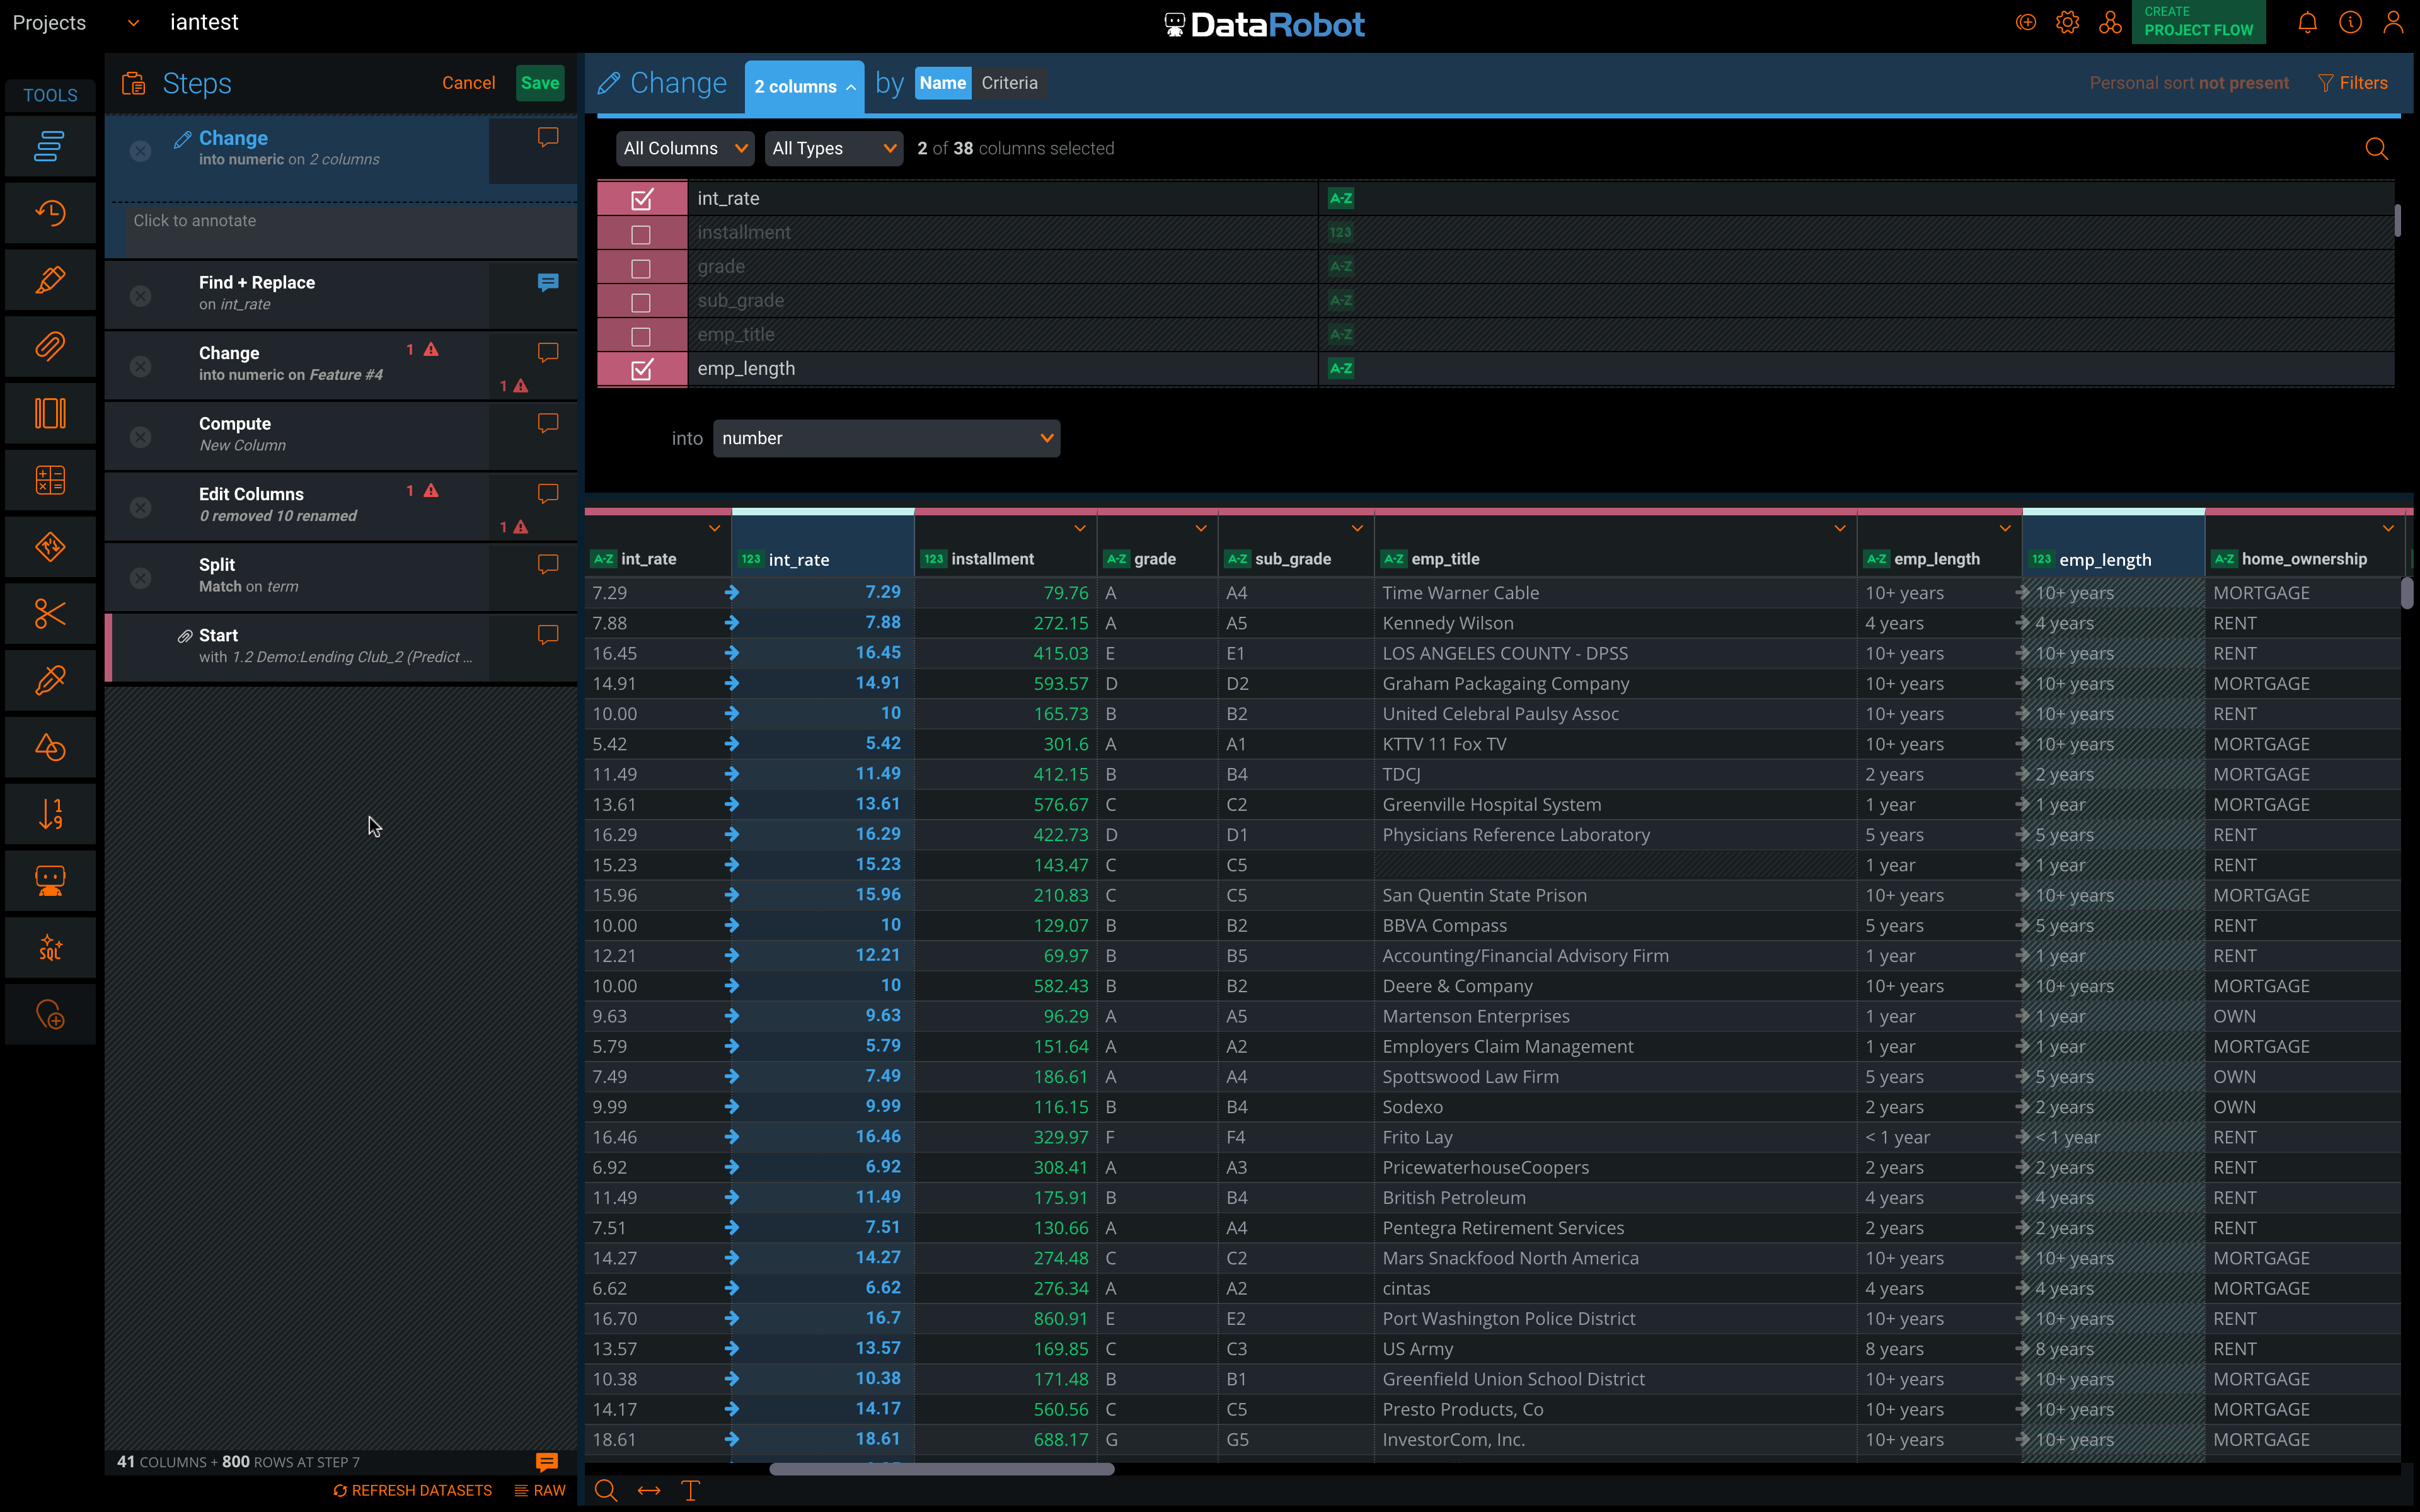 Projects
iantest
DataRobot
CREATE
PROJECT FLOW
TOOLS
Steps
Cancel
Save
Change
into numeric on 2 columns
Click to annotate
Find + Replace
on int_rate
Change
1
into numeric on Feature #4
1
Compute
New Column
Edit Columns
1
0 removed 10 renamed
1
Split
Match on term
Start
with 1.2 Demo:Lending Club_2 (Predict ...
SQL
41 COLUMNS + 800 ROWS AT STEP 7
REFRESH DATASETS
RAW
Change
2 columns
by
Name
Criteria
Personal sort not present
Filters
All Columns
All Types
2 of 38 columns selected
int_rate A-Z
installment 123
grade A-Z
sub_grade A-Z
emp_title A-Z
emp_length A-Z
into number
A-Z int_rate 123 int_rate 123 installment A-Z grade A-Z sub_grade A-Z emp_title A-Z emp_length 123 emp_length A-Z home_ownership
7.29 7.29 79.76 A A4 Time Warner Cable 10+ years 10+ years MORTGAGE
7.88 7.88 272.15 A A5 Kennedy Wilson 4 years 4 years RENT
16.45 16.45 415.03 E E1 LOS ANGELES COUNTY - DPSS 10+ years 10+ years RENT
14.91 14.91 593.57 D D2 Graham Packagaing Company 10+ years 10+ years MORTGAGE
10.00 10 165.73 B B2 United Celebral Paulsy Assoc 10+ years 10+ years RENT
5.42 5.42 301.6 A A1 KTTV 11 Fox TV 10+ years 10+ years MORTGAGE
11.49 11.49 412.15 B B4 TDCJ 2 years 2 years MORTGAGE
13.61 13.61 576.67 C C2 Greenville Hospital System 1 year 1 year MORTGAGE
16.29 16.29 422.73 D D1 Physicians Reference Laboratory 5 years 5 years RENT
15.23 15.23 143.47 C C5 1 year 1 year RENT
15.96 15.96 210.83 C C5 San Quentin State Prison 10+ years 10+ years MORTGAGE
10.00 10 129.07 B B2 BBVA Compass 5 years 5 years RENT
12.21 12.21 69.97 B B5 Accounting/Financial Advisory Firm 1 year 1 year RENT
10.00 10 582.43 B B2 Deere & Company 10+ years 10+ years MORTGAGE
9.63 9.63 96.29 A A5 Martenson Enterprises 1 year 1 year OWN
5.79 5.79 151.64 A A2 Employers Claim Management 1 year 1 year MORTGAGE
7.49 7.49 186.61 A A4 Spottswood Law Firm 5 years 5 years OWN
9.99 9.99 116.15 B B4 Sodexo 2 years 2 years OWN
16.46 16.46 329.97 F F4 Frito Lay < 1 year < 1 year RENT
6.92 6.92 308.41 A A3 PricewaterhouseCoopers 2 years 2 years RENT
11.49 11.49 175.91 B B4 British Petroleum 4 years 4 years RENT
7.51 7.51 130.66 A A4 Pentegra Retirement Services 2 years 2 years RENT
14.27 14.27 274.48 C C2 Mars Snackfood North America 10+ years 10+ years MORTGAGE
6.62 6.62 276.34 A A2 cintas 4 years 4 years MORTGAGE
16.70 16.7 860.91 E E2 Port Washington Police District 10+ years 10+ years RENT
13.57 13.57 169.85 C C3 US Army 8 years 8 years RENT
10.38 10.38 171.48 B B1 Greenfield Union School District 10+ years 10+ years MORTGAGE
14.17 14.17 560.56 C C5 Presto Products, Co 10+ years 10+ years MORTGAGE
18.61 18.61 688.17 G G5 InvestorCom, Inc. 10+ years 10+ years MORTGAGE